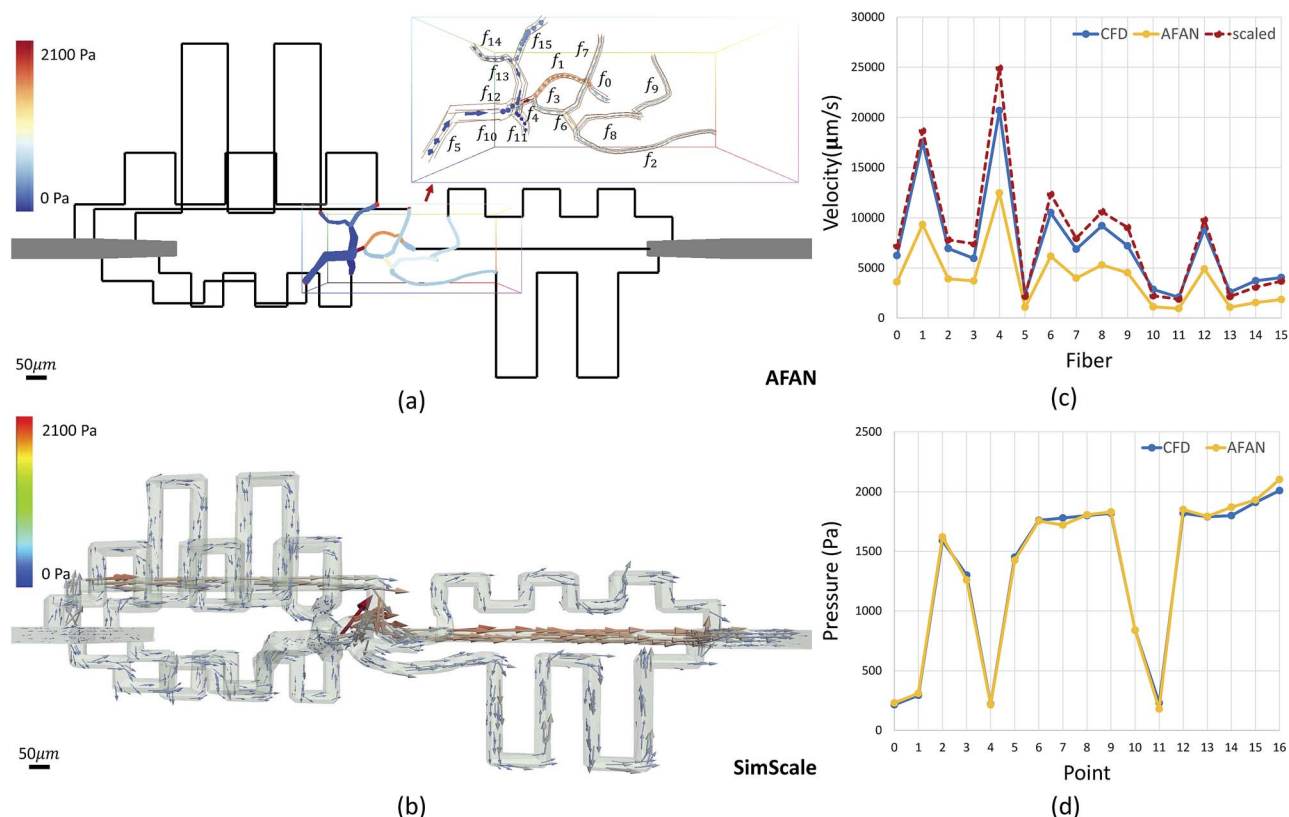 2100 Pa
0 Pa
f14
f15
f7
f1
f13
f0
f9
f12
f3
f4
f6
f10
f11
f8
f5
f2
50μm
AFAN
(a)
2100 Pa
0 Pa
50μm
SimScale
(b)
30000
CFD AFAN scaled
25000
20000
15000
10000
5000
0
Velocity(μm/s)
0 1 2 3 4 5 6 7 8 9 10 11 12 13 14 15
Fiber
(c)
2500
CFD AFAN
2000
1500
1000
500
0
Pressure (Pa)
0 1 2 3 4 5 6 7 8 9 10 11 12 13 14 15 16
Point
(d)